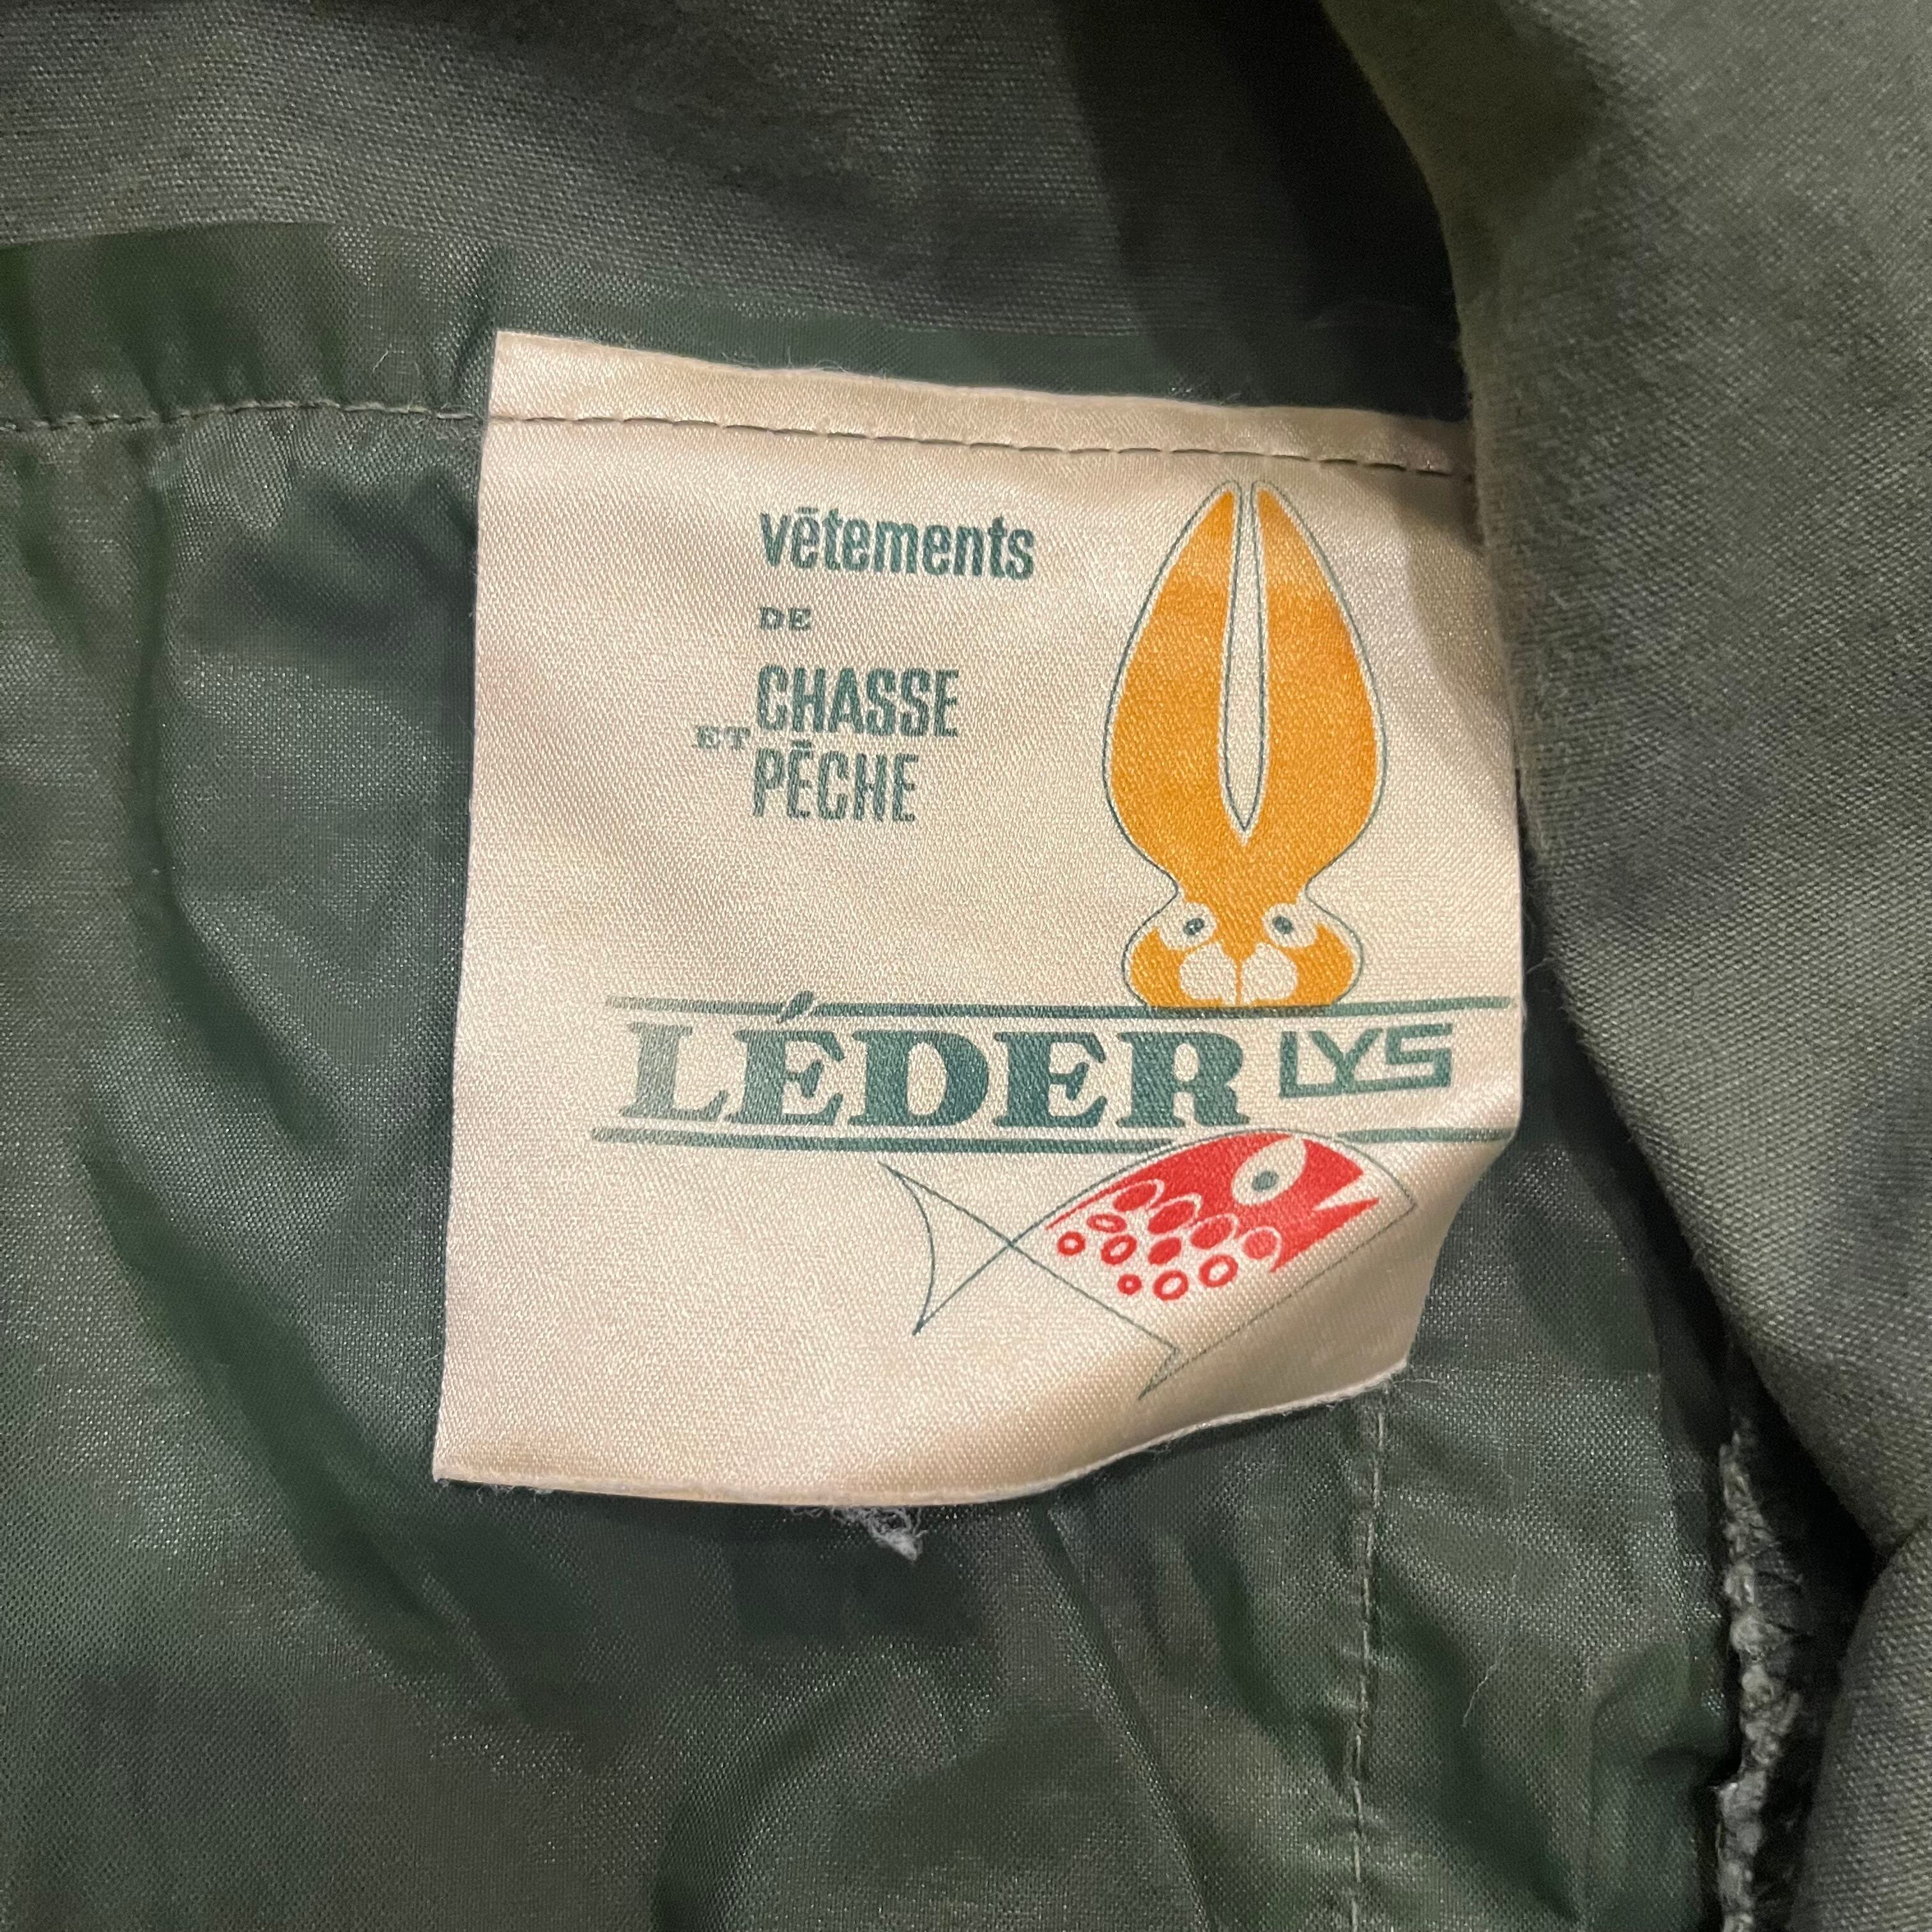 vêtements
DE
CHASSE
ET PÊCHE
LÉDER LYS